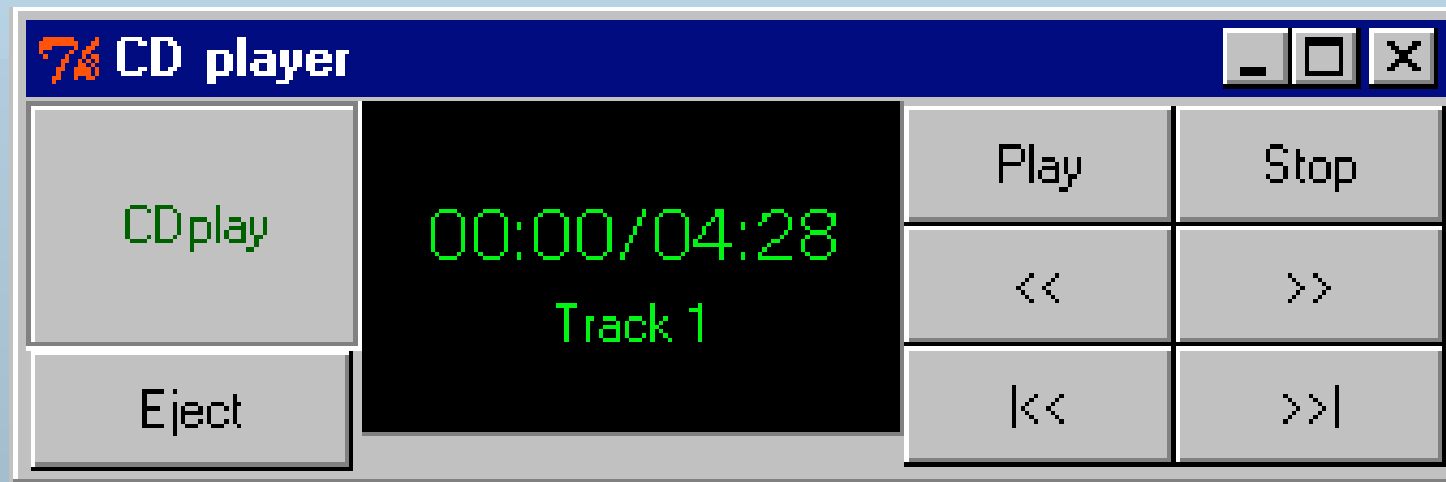 CD player
CDplay
Eject
00:00/04:28
Track 1
Play
Stop
<<
>>
|<<
>>|